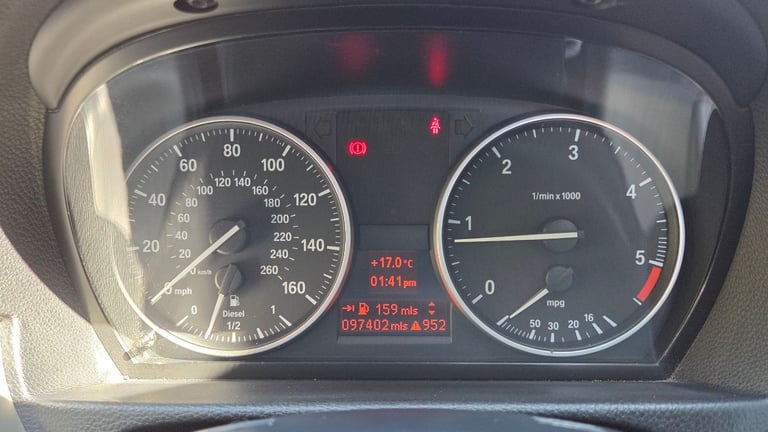 20 40 60 80 100 120 140 160
mph
20 40 60 80 100 120 140 160 180 200 220 240 260
km/h
0 1/2 1
Diesel
+17.0°C
01:41pm
159 mls
097402 mls 952
0 1 2 3 4 5
1/min x 1000
mpg
50 30 20 16